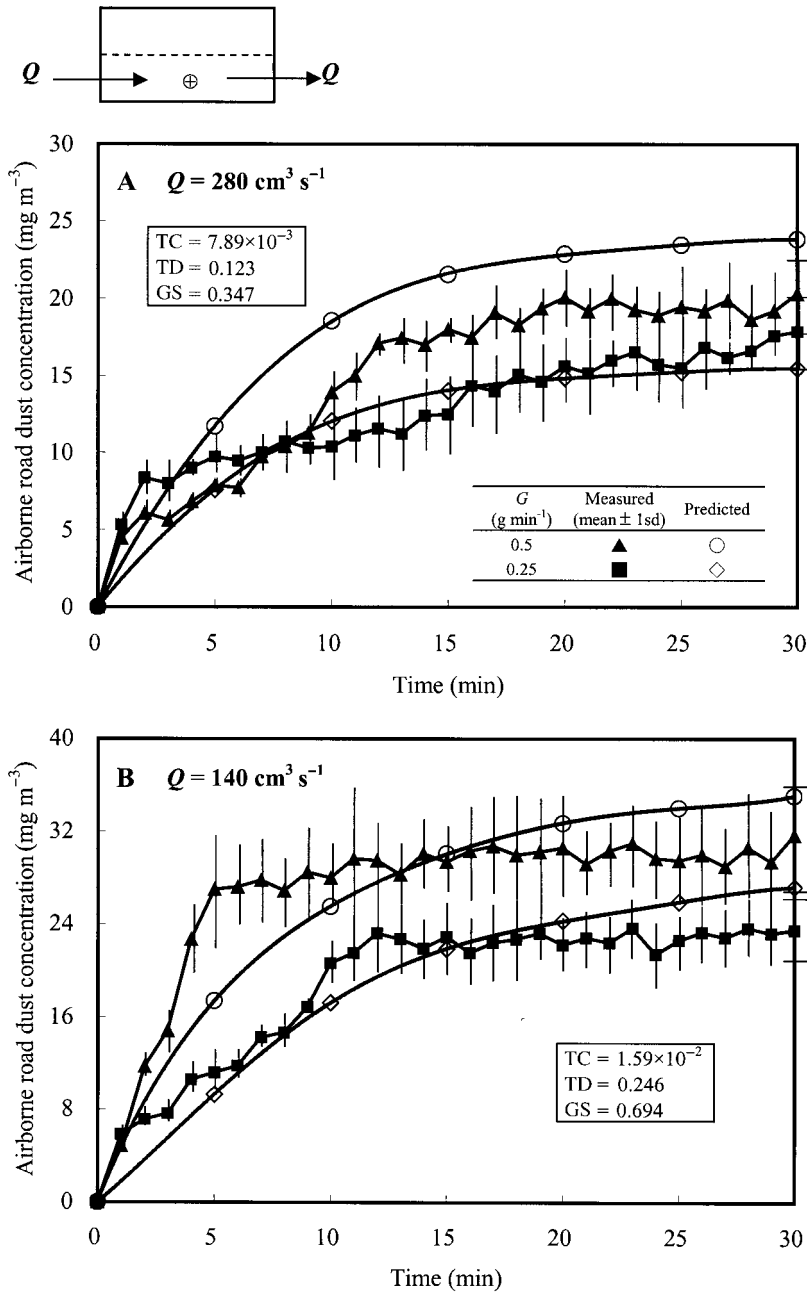 Q Q
Airborne road dust concentration (mg m⁻³)
30
25
20
15
10
5
0
A Q = 280 cm³ s⁻¹
TC = 7.89×10⁻³
TD = 0.123
GS = 0.347
G Measured Predicted
(g min⁻¹) (mean ± 1sd)
0.5
0.25
0 5 10 15 20 25 30
Time (min)
Airborne road dust concentration (mg m⁻³)
40
32
24
16
8
0
B Q = 140 cm³ s⁻¹
TC = 1.59×10⁻²
TD = 0.246
GS = 0.694
0 5 10 15 20 25 30
Time (min)